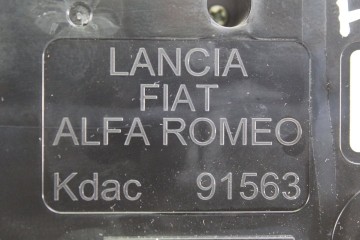 LANCIA
FIAT
ALFA ROMEO
Kdac 91563